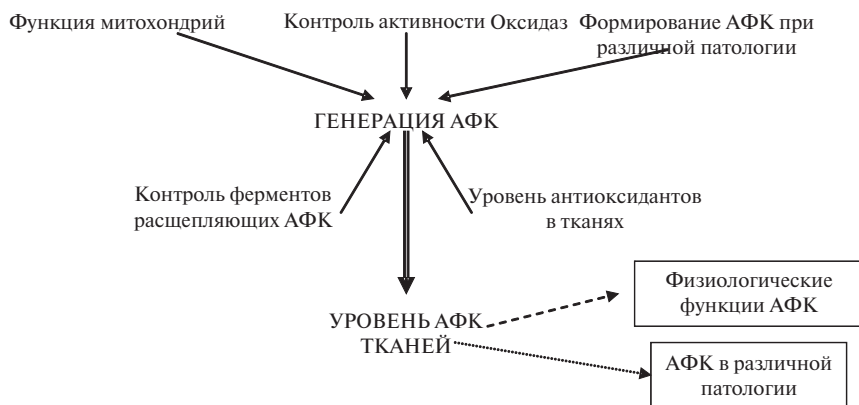 Функция митохондрий
Контроль активности Оксидаз
Формирование АФК при
различной патологии
ГЕНЕРАЦИЯ АФК
Контроль ферментов
расщепляющих АФК
Уровень антиоксидантов
в тканях
УРОВЕНЬ АФК
ТКАНЕЙ
Физиологические
функции АФК
АФК в различной
патологии